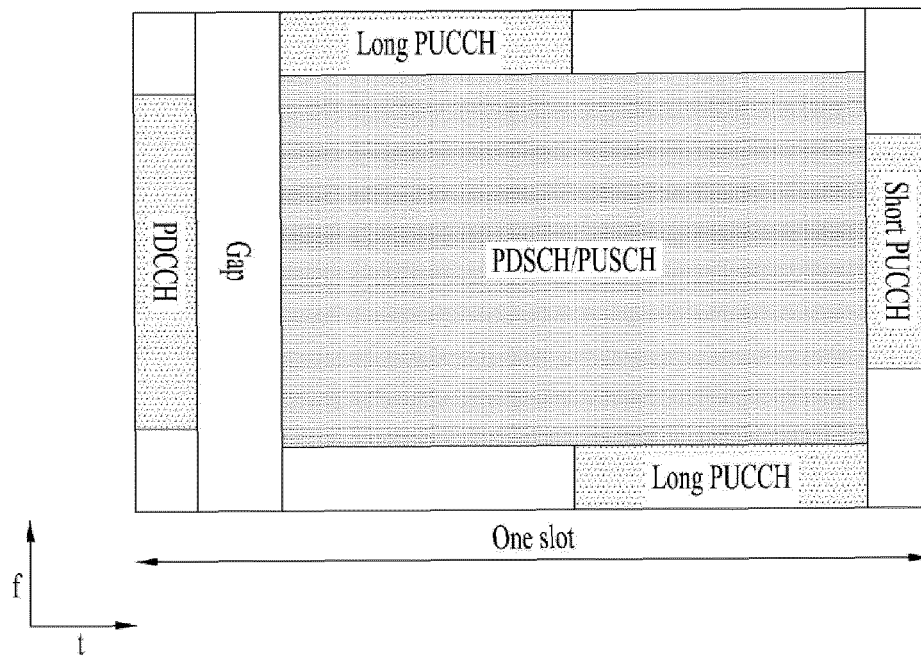 Long PUCCH
PDCCH
Gap
PDSCH/PUSCH
Short PUCCH
Long PUCCH
One slot
f
t